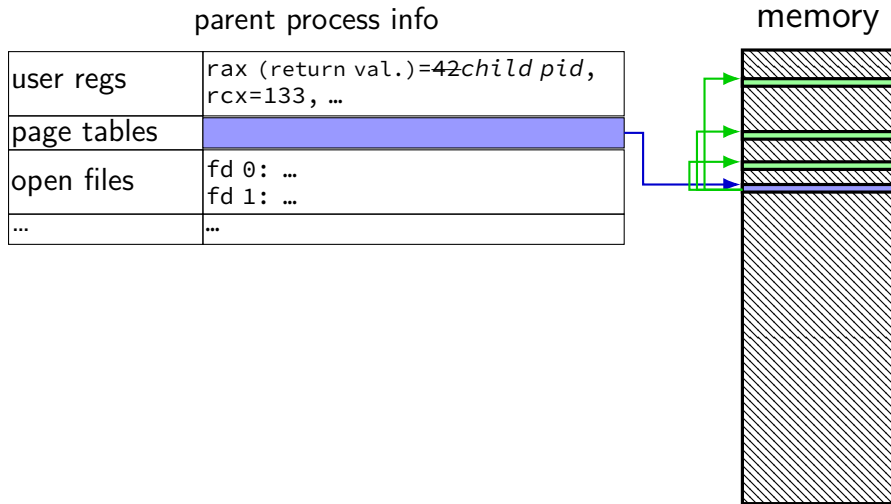 parent process info
memory
user regs
rax (return val.)=42child pid,
rcx=133, …
page tables
open files
fd 0: …
fd 1: …
…
…